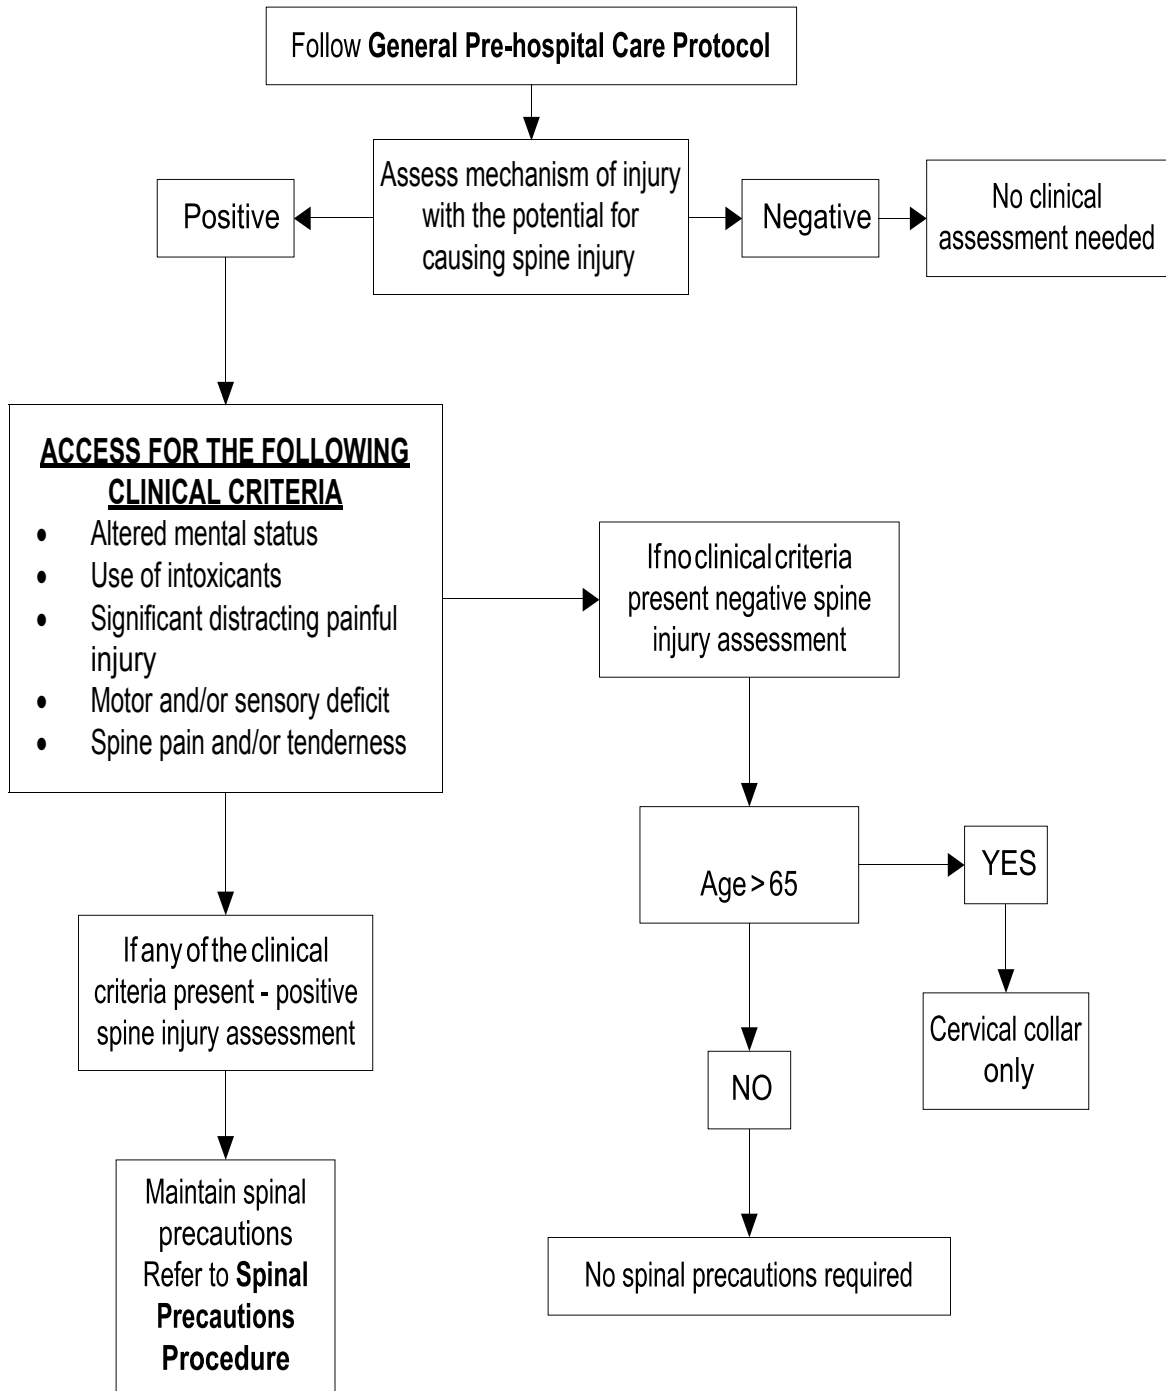 Follow General Pre-hospital Care Protocol
Assess mechanism of injury
with the potential for
causing spine injury
Positive
Negative
No clinical
assessment needed
ACCESS FOR THE FOLLOWING
CLINICAL CRITERIA
• Altered mental status
• Use of intoxicants
• Significant distracting painful
injury
• Motor and/or sensory deficit
• Spine pain and/or tenderness
If no clinical criteria
present negative spine
injury assessment
Age > 65
YES
Cervical collar
only
NO
No spinal precautions required
If any of the clinical
criteria present - positive
spine injury assessment
Maintain spinal
precautions
Refer to Spinal
Precautions
Procedure